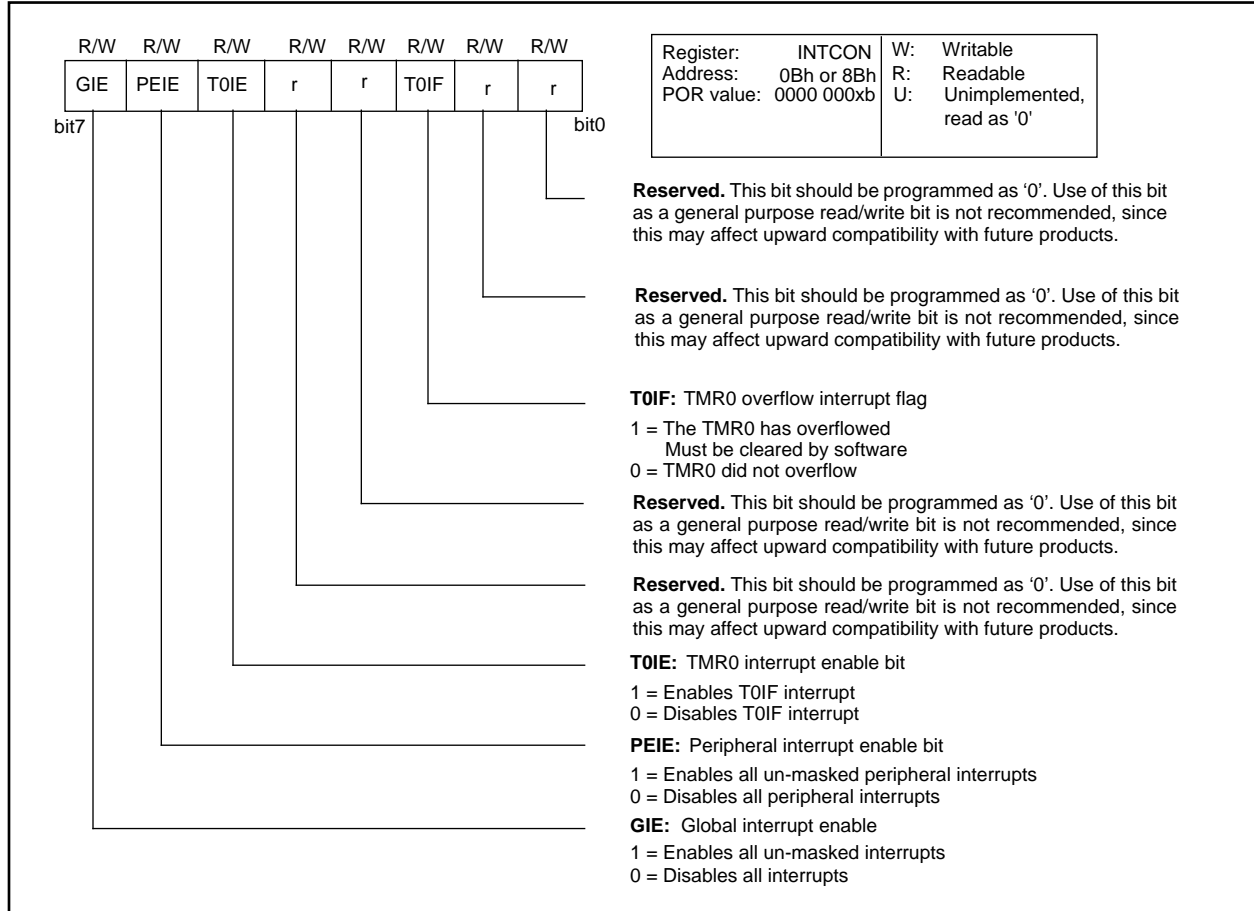 R/W R/W R/W R/W R/W R/W R/W R/W
GIE PEIE T0IE r r T0IF r r
bit7 bit0
Register: INTCON
Address: 0Bh or 8Bh
POR value: 0000 000xb
W: Writable
R: Readable
U: Unimplemented,
read as '0'
Reserved. This bit should be programmed as ‘0’. Use of this bit
as a general purpose read/write bit is not recommended, since
this may affect upward compatibility with future products.
Reserved. This bit should be programmed as ‘0’. Use of this bit
as a general purpose read/write bit is not recommended, since
this may affect upward compatibility with future products.
T0IF: TMR0 overflow interrupt flag
1 = The TMR0 has overflowed
Must be cleared by software
0 = TMR0 did not overflow
Reserved. This bit should be programmed as ‘0’. Use of this bit
as a general purpose read/write bit is not recommended, since
this may affect upward compatibility with future products.
Reserved. This bit should be programmed as ‘0’. Use of this bit
as a general purpose read/write bit is not recommended, since
this may affect upward compatibility with future products.
T0IE: TMR0 interrupt enable bit
1 = Enables T0IF interrupt
0 = Disables T0IF interrupt
PEIE: Peripheral interrupt enable bit
1 = Enables all un-masked peripheral interrupts
0 = Disables all peripheral interrupts
GIE: Global interrupt enable
1 = Enables all un-masked interrupts
0 = Disables all interrupts